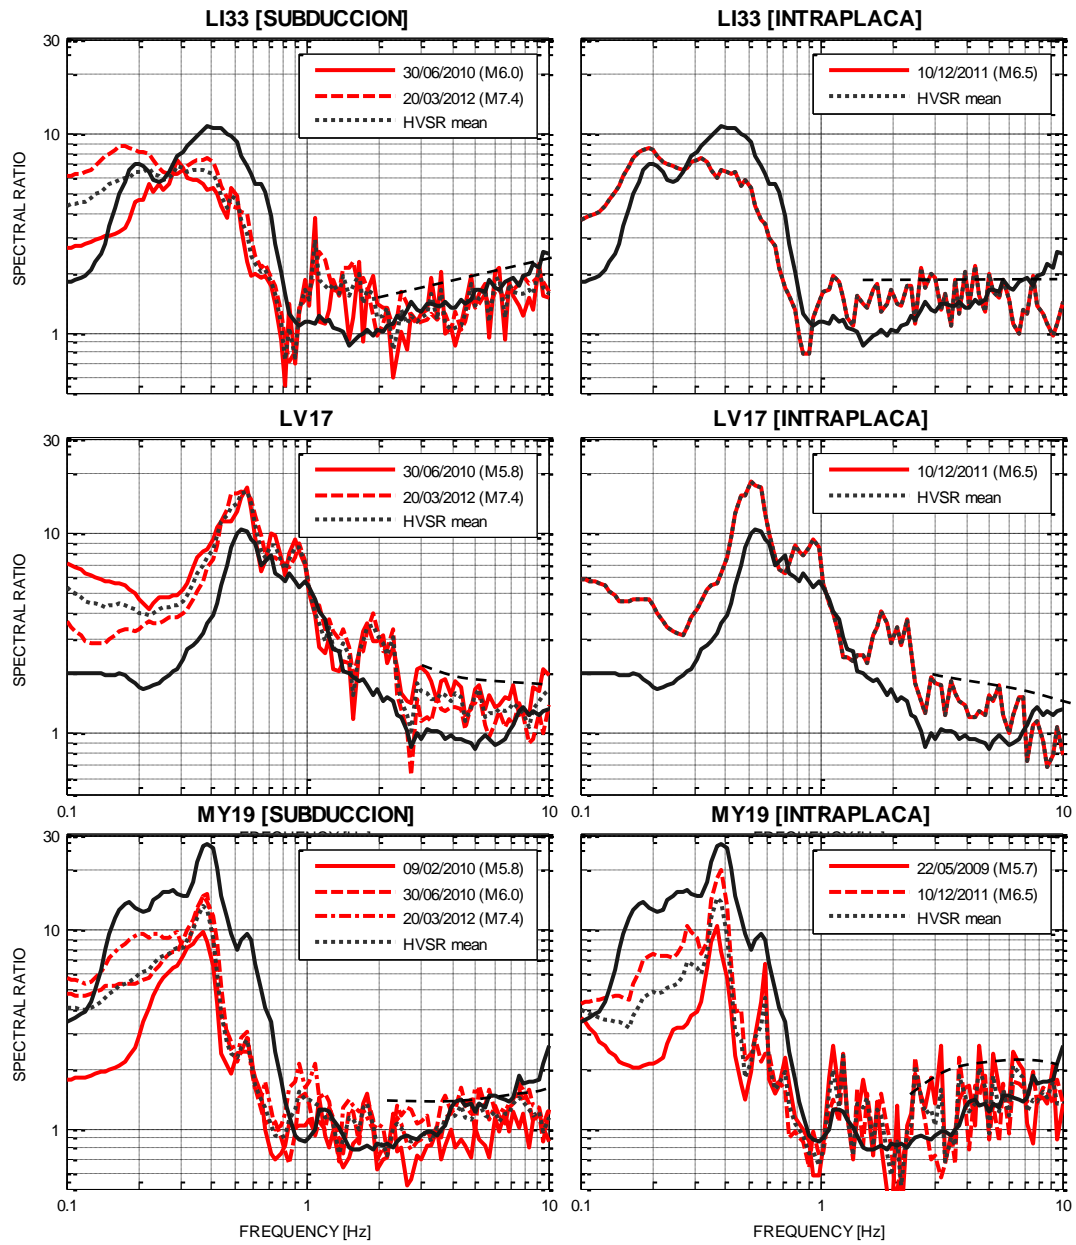 LI33 [SUBDUCCION]
30
10
1
SPECTRAL RATIO
30/06/2010 (M6.0)
20/03/2012 (M7.4)
HVSR mean
LI33 [INTRAPLACA]
10/12/2011 (M6.5)
HVSR mean
LV17
30
10
1
SPECTRAL RATIO
30/06/2010 (M5.8)
20/03/2012 (M7.4)
HVSR mean
0.1
1
10
LV17 [INTRAPLACA]
10/12/2011 (M6.5)
HVSR mean
0.1
1
10
MY19 [SUBDUCCION]
30
10
1
SPECTRAL RATIO
09/02/2010 (M5.8)
30/06/2010 (M6.0)
20/03/2012 (M7.4)
HVSR mean
0.1
1
10
FREQUENCY [Hz]
MY19 [INTRAPLACA]
22/05/2009 (M5.7)
10/12/2011 (M6.5)
HVSR mean
0.1
1
10
FREQUENCY [Hz]